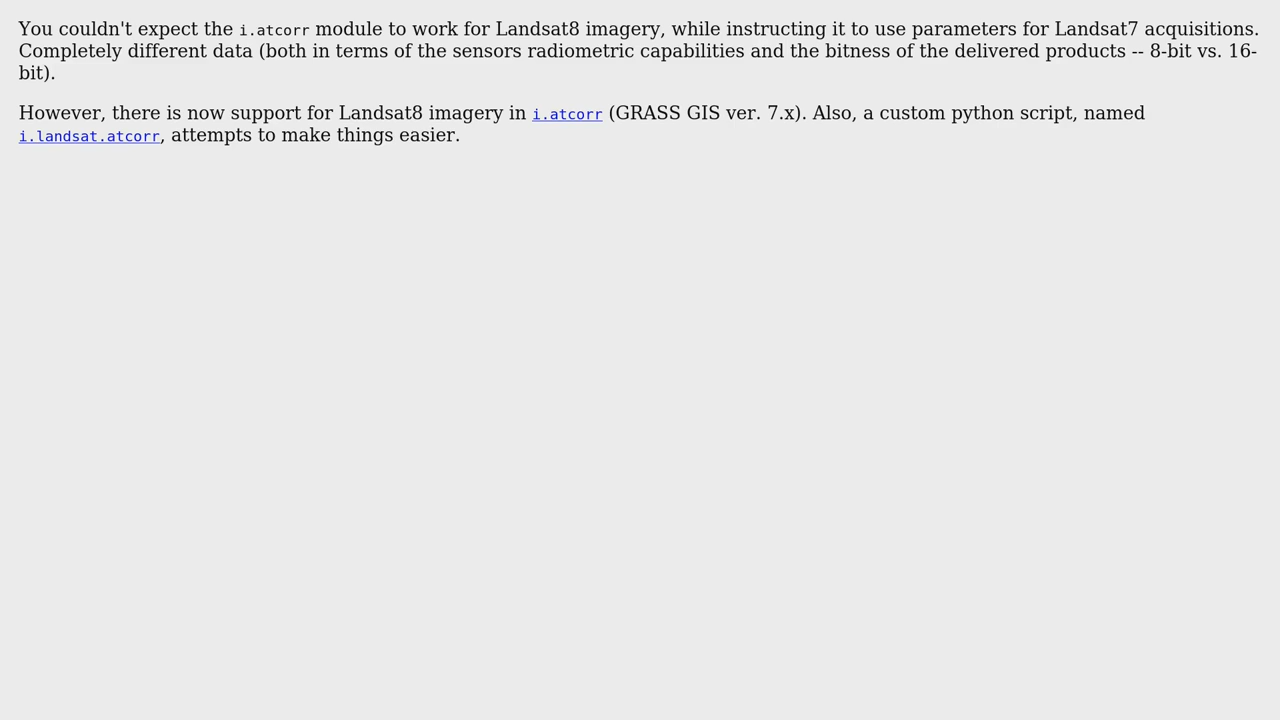 You couldn't expect the i.atcorr module to work for Landsat8 imagery, while instructing it to use parameters for Landsat7 acquisitions.
Completely different data (both in terms of the sensors radiometric capabilities and the bitness of the delivered products -- 8-bit vs. 16-
bit).
However, there is now support for Landsat8 imagery in i.atcorr (GRASS GIS ver. 7.x). Also, a custom python script, named
i.landsat.atcorr, attempts to make things easier.